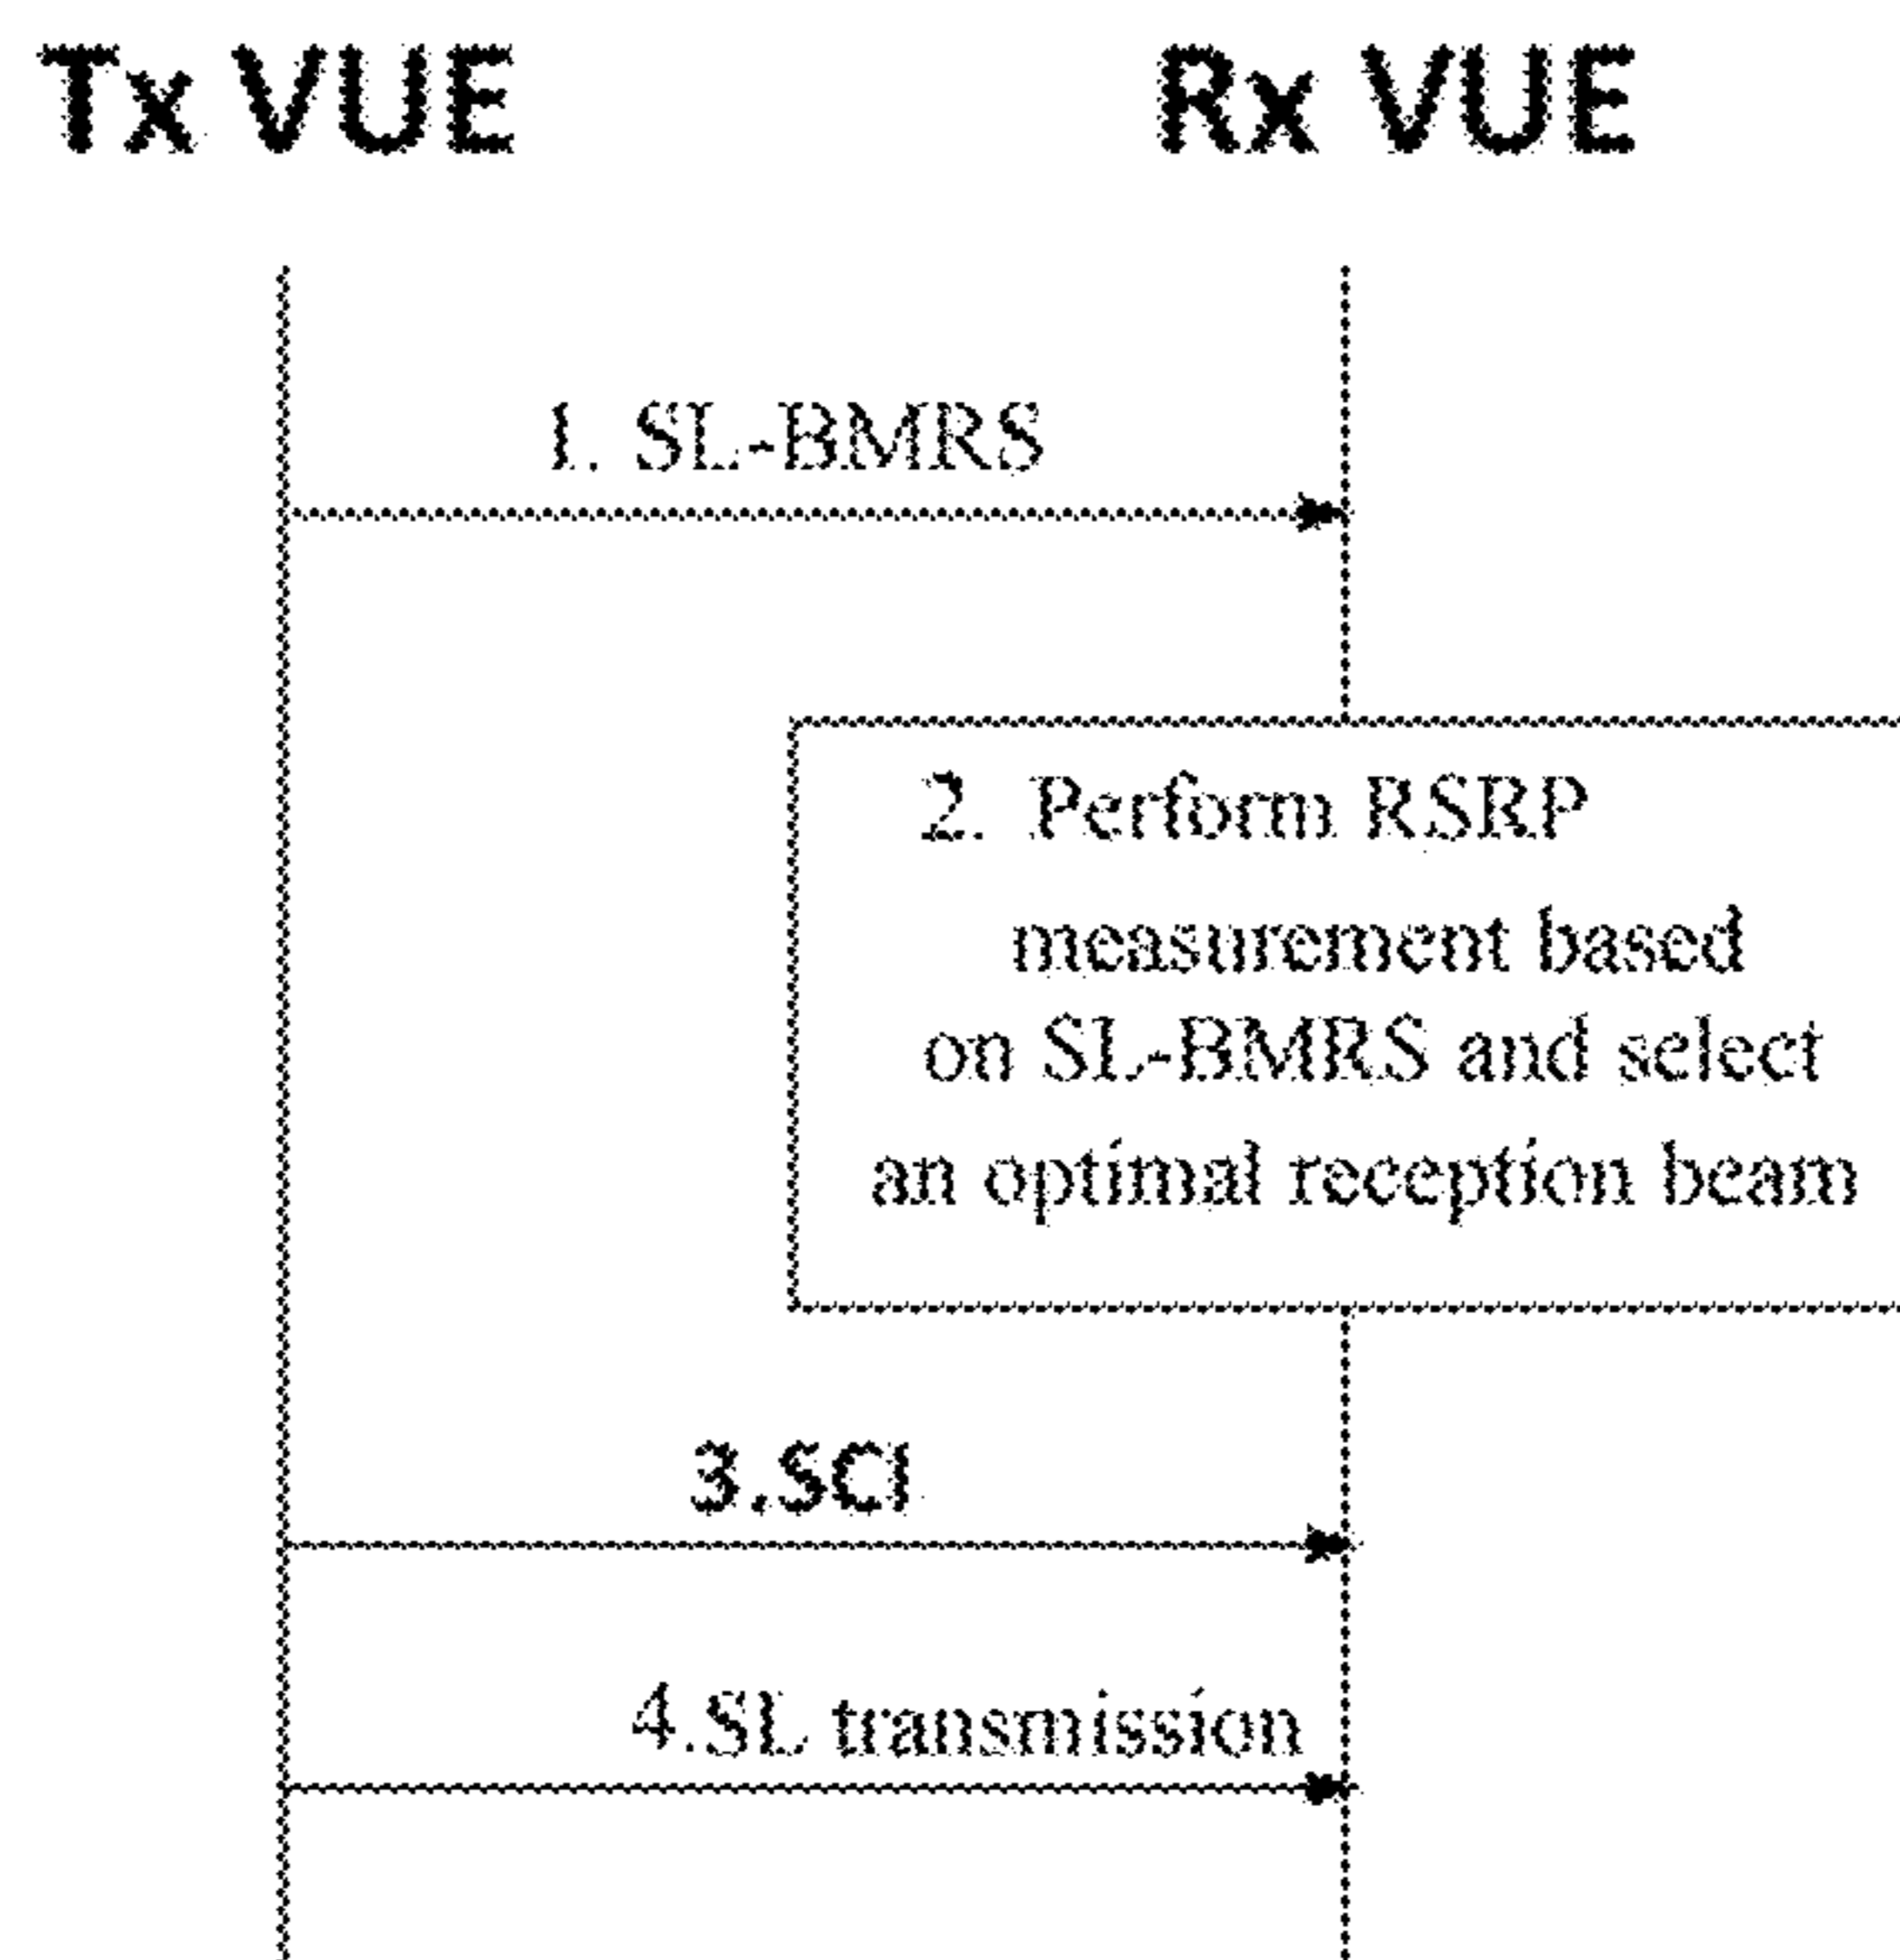 Tx VUE Rx VUE
1. SL-BMRS
2. Perform RSRP
measurement based
on SL-BMRS and select
an optimal reception beam
3.SCI
4.SL transmission